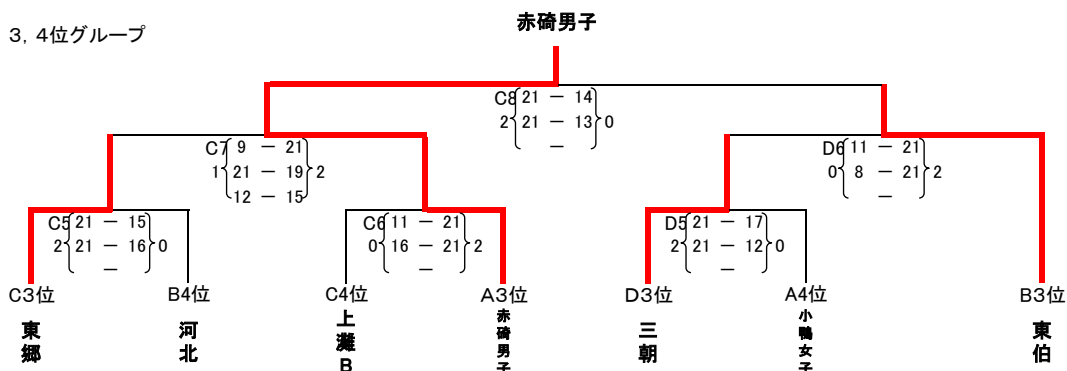 赤碕男子
3，4位グループ
C8 21 － 14
2 21 － 13 0
－
C7 9 － 21
1 21 － 19 2
12 － 15
D6 11 － 21
0 8 － 21 2
－
C5 21 － 15
2 21 － 16 0
－
C6 11 － 21
0 16 － 21 2
－
D5 21 － 17
2 21 － 12 0
－
C3位
B4位
C4位
A3位
D3位
A4位
B3位
東郷
河北
上灘B
赤碕男子
三朝
小鴨女子
東伯